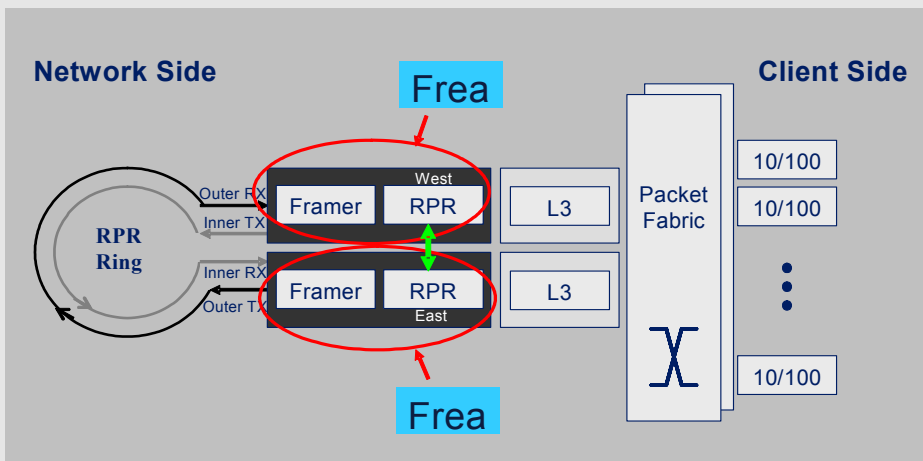 Network Side
Frea
Client Side
West
Outer RX
Framer
RPR
L3
Inner TX
RPR
Ring
Inner RX
Framer
RPR
L3
Outer TX
East
Packet
Fabric
10/100
10/100
10/100
Frea